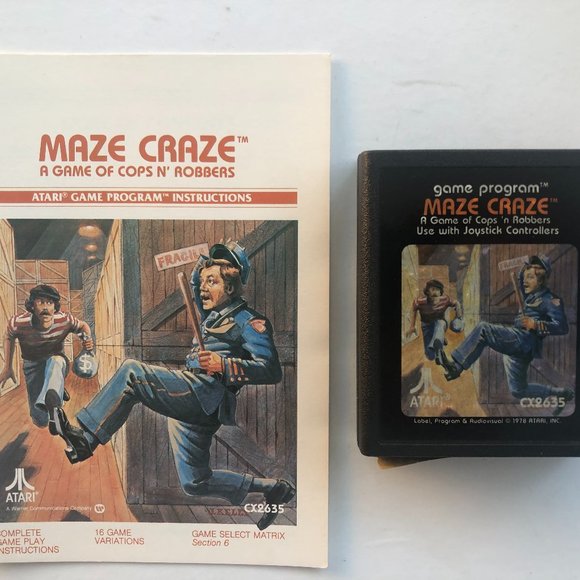 MAZE CRAZE™
A GAME OF COPS N' ROBBERS
ATARI® GAME PROGRAM™ INSTRUCTIONS
FRAGILE
$
ATARI®
A Warner Communications Company
CX2635
COMPLETE
GAME PLAY
INSTRUCTIONS
16 GAME
VARIATIONS
GAME SELECT MATRIX
Section 6
game program™
MAZE CRAZE™
A Game of Cops 'n Robbers
Use with Joystick Controllers
ATARI®
CX2635
Label, Program & Audiovisual © 1978 ATARI, INC.